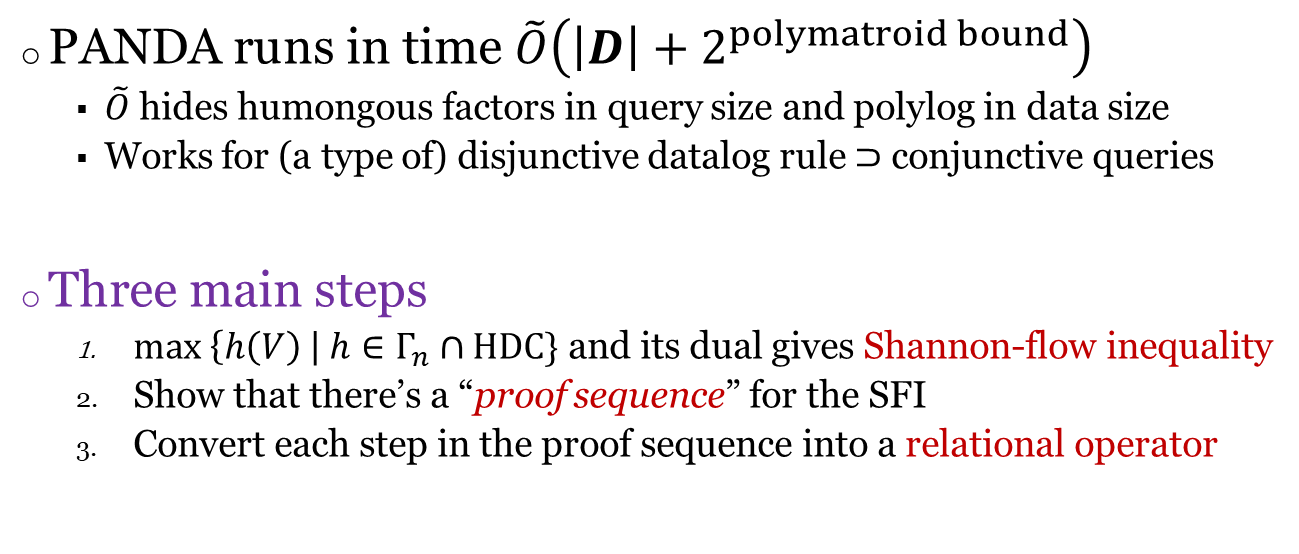 ○ PANDA runs in time Õ(|𝑫| + 2^polymatroid bound)
▪ Õ hides humongous factors in query size and polylog in data size
▪ Works for (a type of) disjunctive datalog rule ⊃ conjunctive queries
○ Three main steps
1. max {ℎ(𝑉) | ℎ ∈ Γₙ ∩ HDC} and its dual gives Shannon-flow inequality
2. Show that there’s a “proof sequence” for the SFI
3. Convert each step in the proof sequence into a relational operator